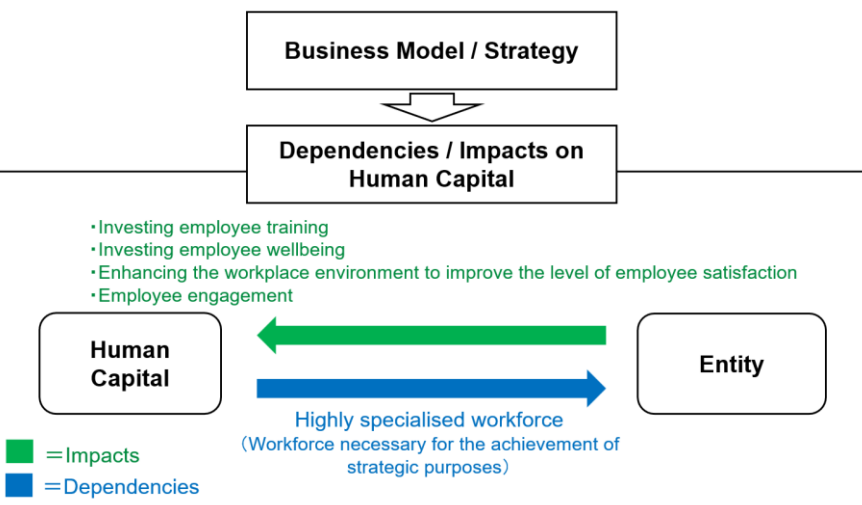 Business Model / Strategy
Dependencies / Impacts on
Human Capital
・Investing employee training
・Investing employee wellbeing
・Enhancing the workplace environment to improve the level of employee satisfaction
・Employee engagement
Human
Capital
Entity
Highly specialised workforce
（Workforce necessary for the achievement of
strategic purposes）
＝Impacts
＝Dependencies